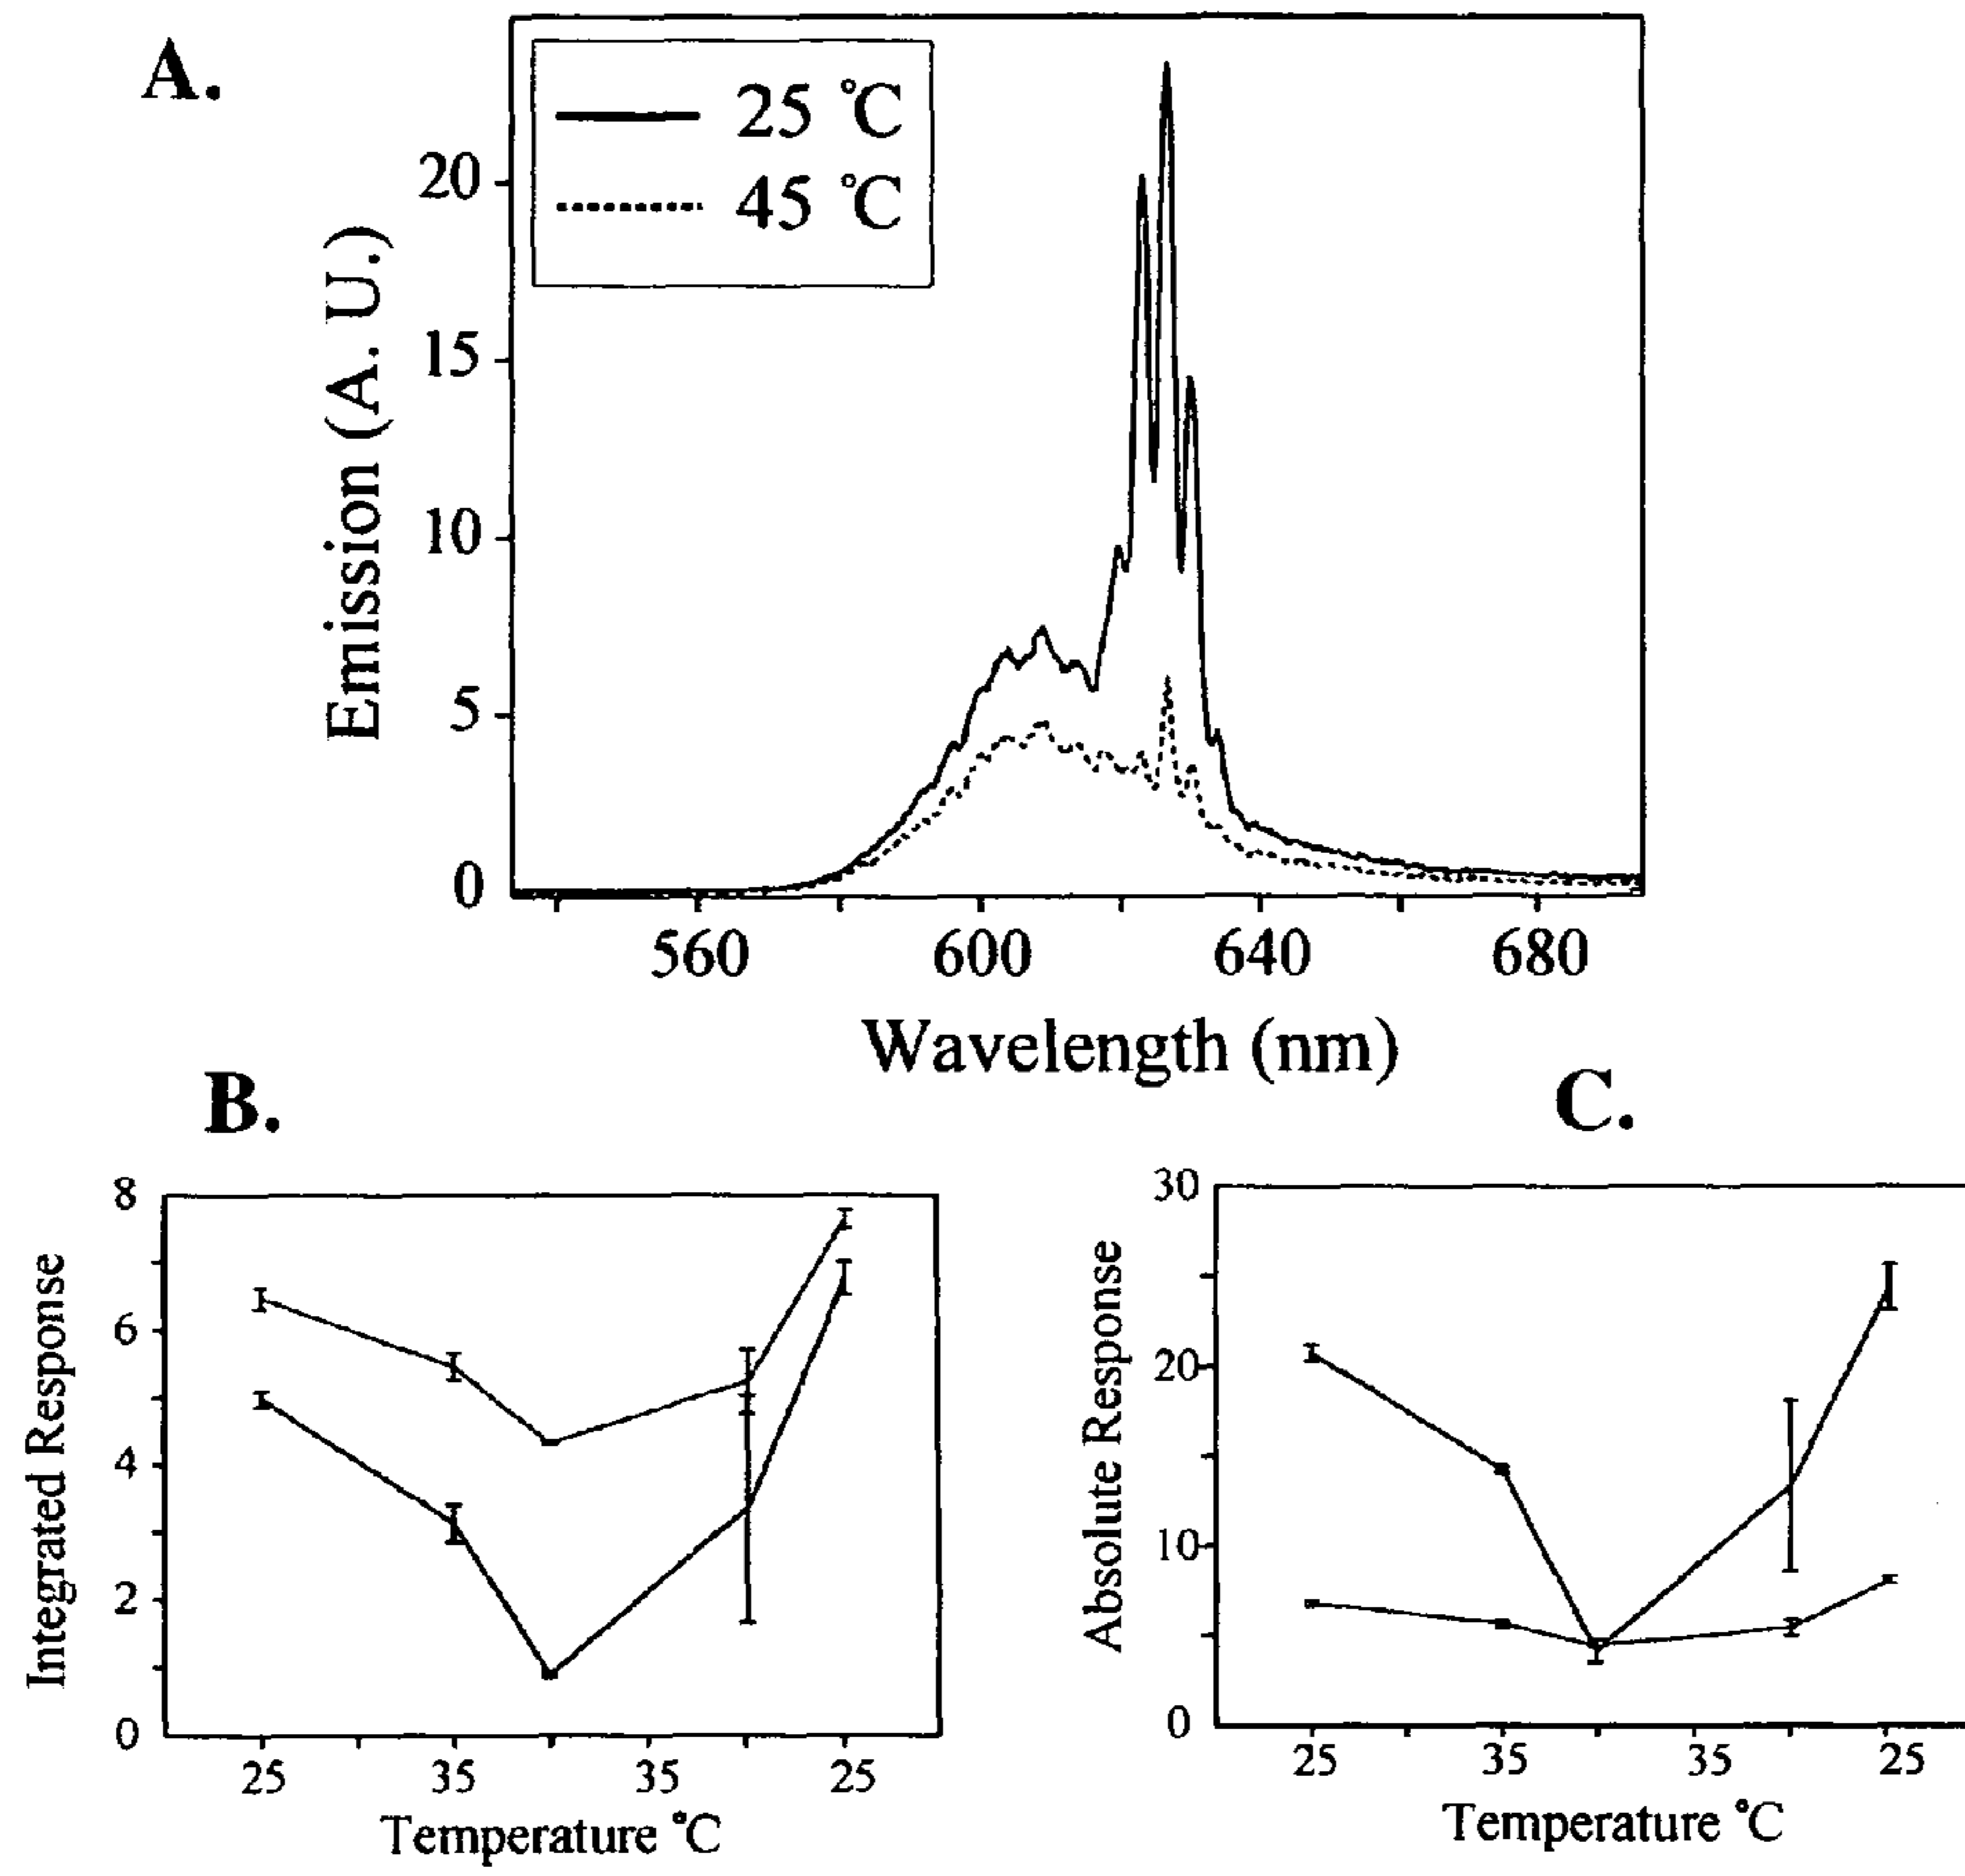 A.
25 °C
45 °C
20
15
10
5
0
Emission (A. U.)
560 600 640 680
Wavelength (nm)
B.
8
6
4
2
0
Integrated Response
25 35 35 25
Temperature °C
C.
30
20
10
0
Absolute Response
25 35 35 25
Temperature °C